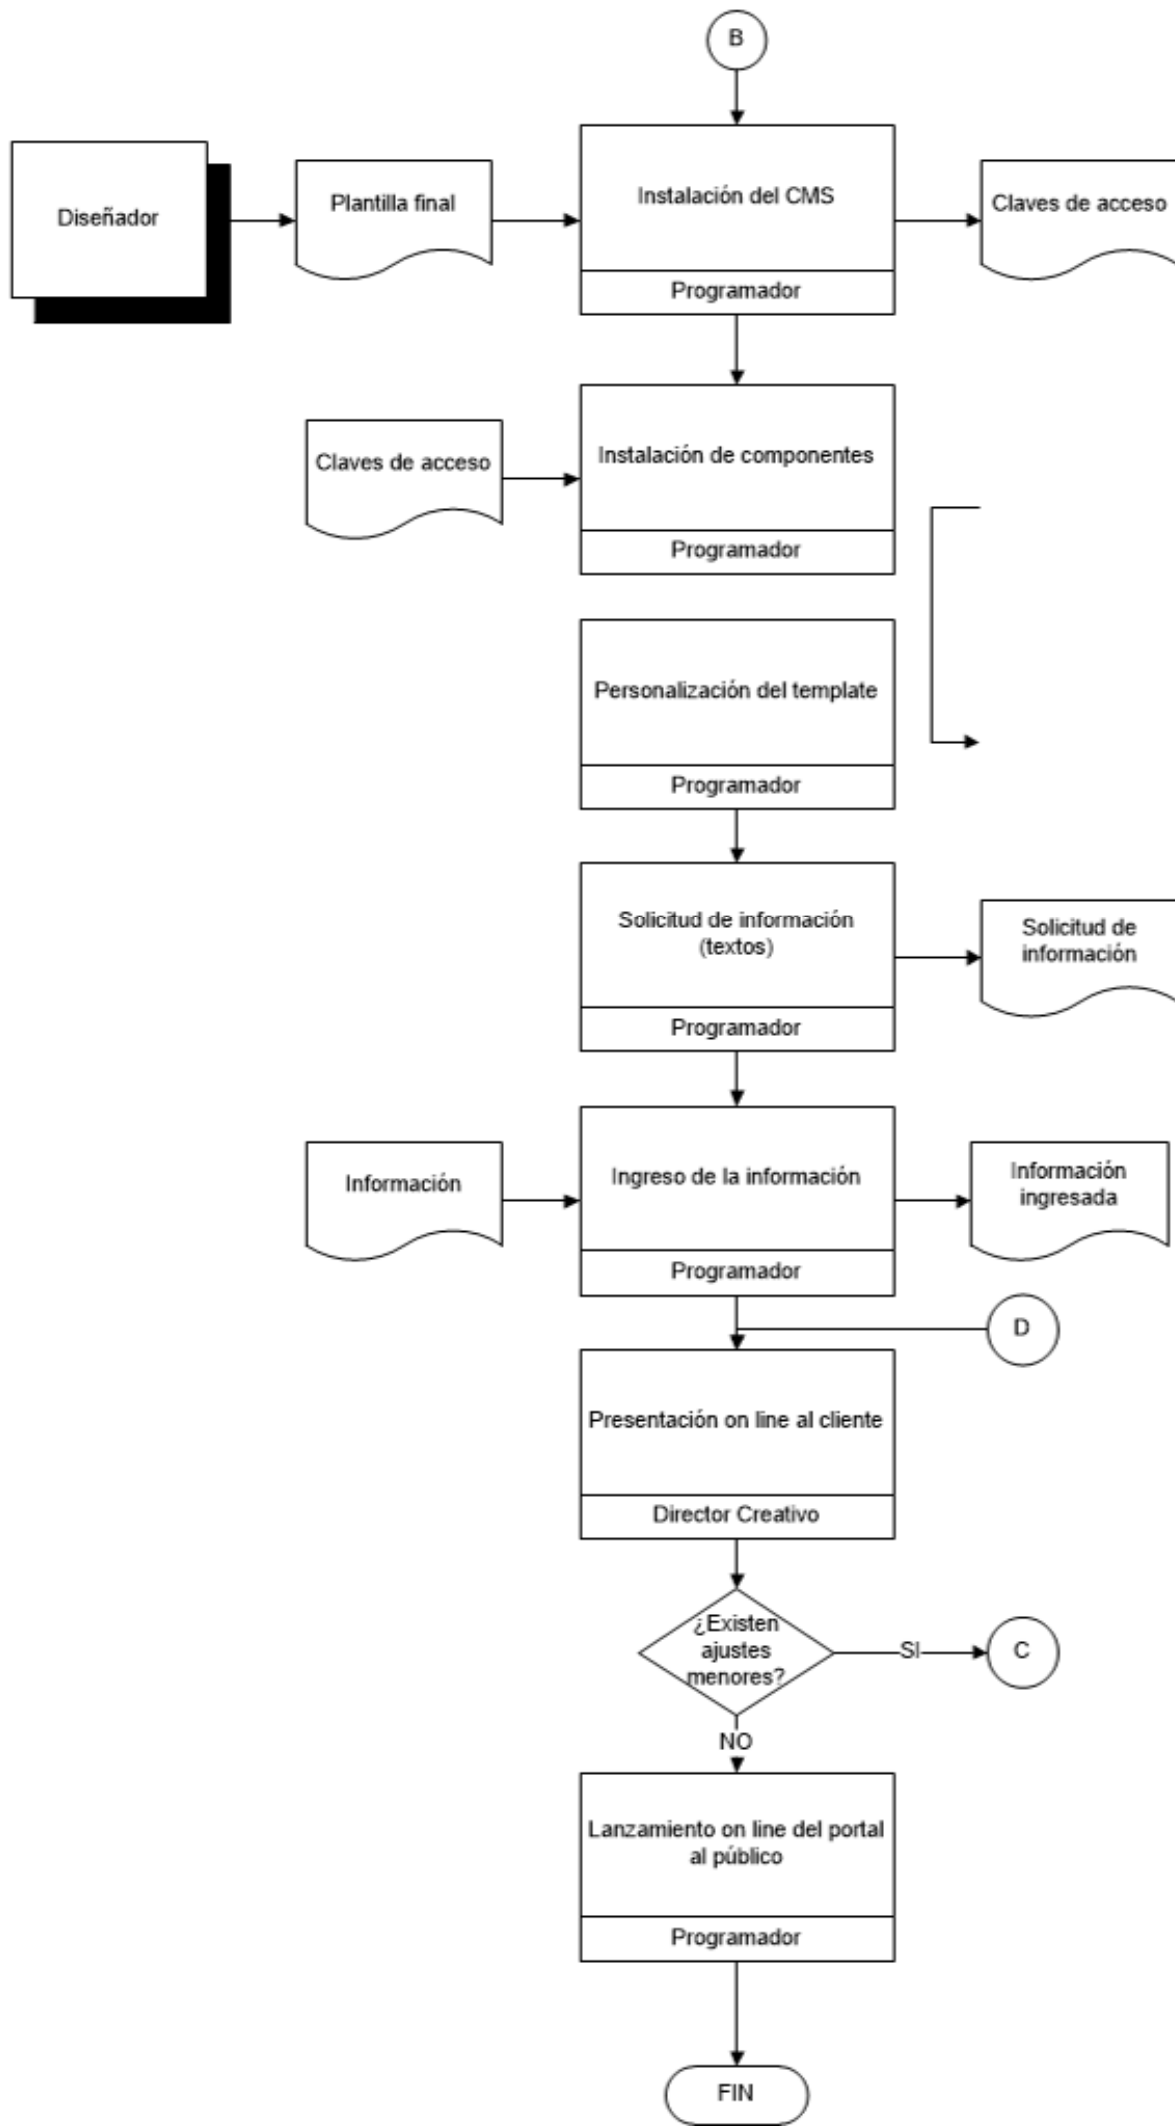 B
Diseñador
Plantilla final
Instalación del CMS
Programador
Claves de acceso
Claves de acceso
Instalación de componentes
Programador
Personalización del template
Programador
Solicitud de información
(textos)
Programador
Solicitud de
información
Información
Ingreso de la información
Programador
Información
ingresada
D
Presentación on line al cliente
Director Creativo
¿Existen
ajustes
menores?
SI
C
NO
Lanzamiento on line del portal
al público
Programador
FIN